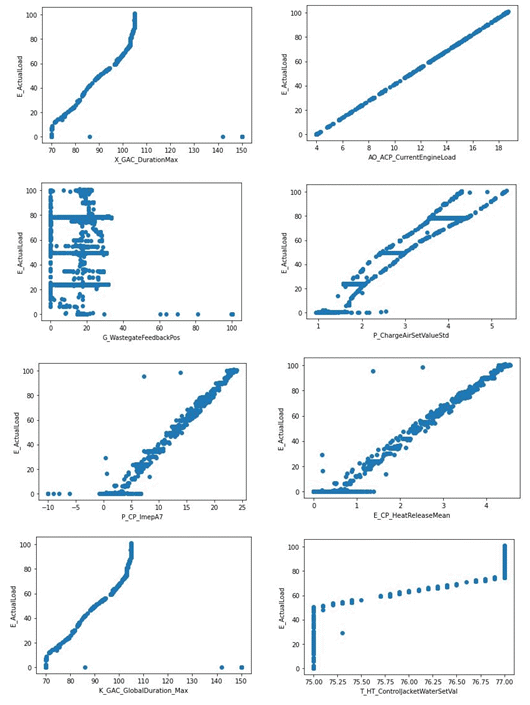 100
80
60
40
20
0
E_ActualLoad
70 80 90 100 110 120 130 140 150
X_GAC_DurationMax
100
80
60
40
20
0
E_ActualLoad
4 6 8 10 12 14 16 18
AO_ACP_CurrentEngineLoad
100
80
60
40
20
0
E_ActualLoad
0 20 40 60 80 100
G_WastegateFeedbackPos
100
80
60
40
20
0
E_ActualLoad
1 2 3 4 5
P_ChargeAirSetValueStd
100
80
60
40
20
0
E_ActualLoad
-10 -5 0 5 10 15 20 25
P_CP_ImepA7
100
80
60
40
20
0
E_ActualLoad
0 1 2 3 4
E_CP_HeatReleaseMean
100
80
60
40
20
0
E_ActualLoad
70 80 90 100 110 120 130 140 150
K_GAC_GlobalDuration_Max
100
80
60
40
20
0
E_ActualLoad
75.00 75.25 75.50 75.75 76.00 76.25 76.50 76.75 77.00
T_HT_ControlJacketWaterSetVal